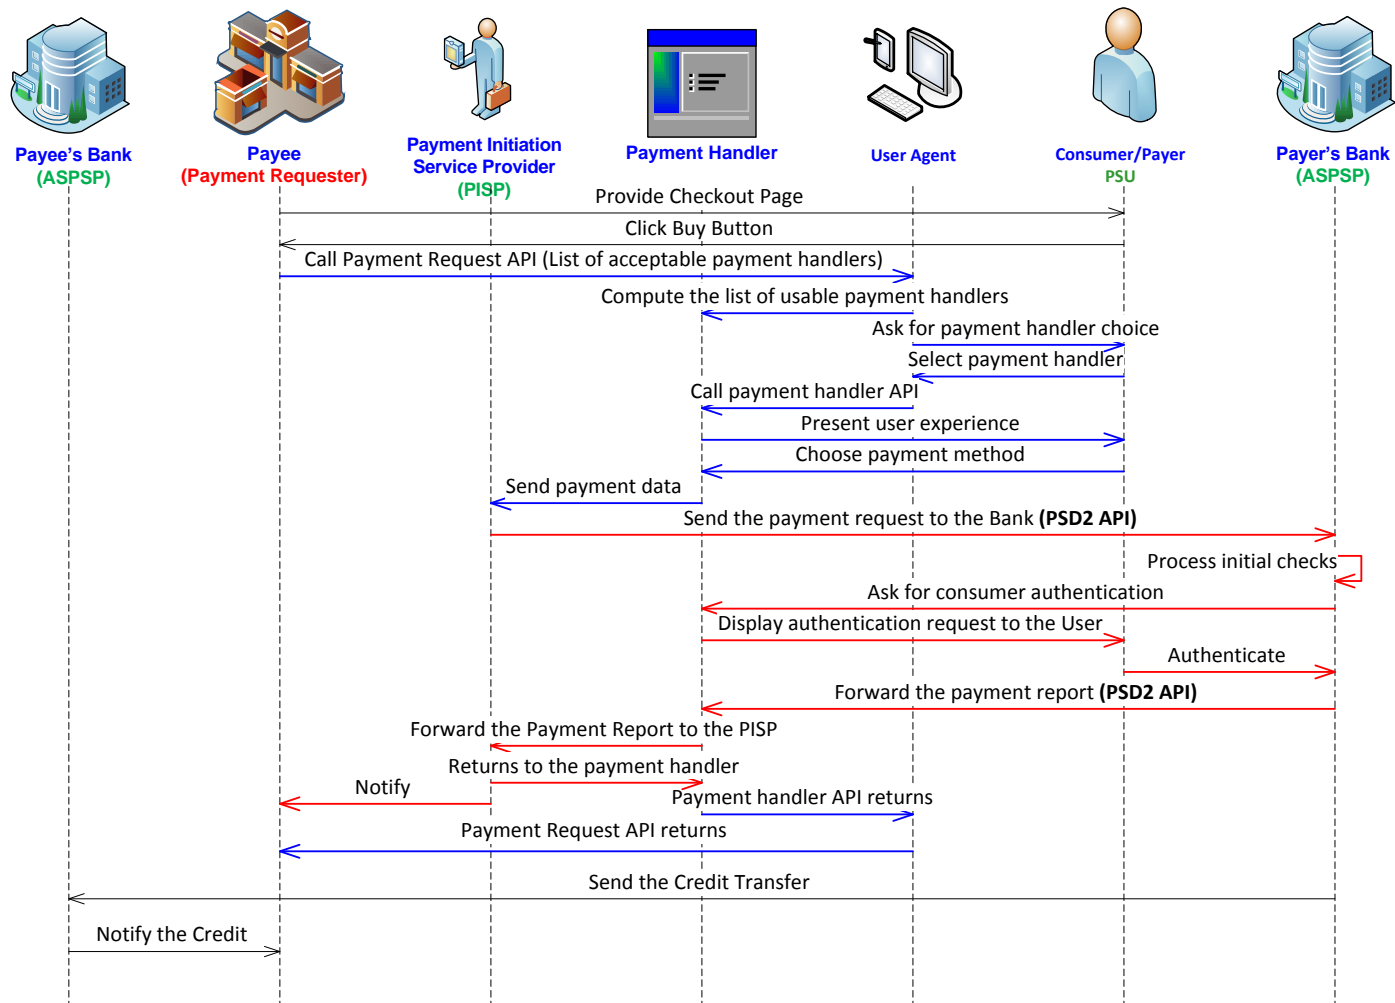 Payee's Bank
(ASPSP)
Payee
(Payment Requester)
Payment Initiation
Service Provider
(PISP)
Payment Handler
User Agent
Consumer/Payer
PSU
Payer's Bank
(ASPSP)
Provide Checkout Page
Click Buy Button
Call Payment Request API (List of acceptable payment handlers)
Compute the list of usable payment handlers
Ask for payment handler choice
Select payment handler
Call payment handler API
Present user experience
Choose payment method
Send payment data
Send the payment request to the Bank (PSD2 API)
Process initial checks
Ask for consumer authentication
Display authentication request to the User
Authenticate
Forward the payment report (PSD2 API)
Forward the Payment Report to the PISP
Returns to the payment handler
Notify
Payment handler API returns
Payment Request API returns
Send the Credit Transfer
Notify the Credit